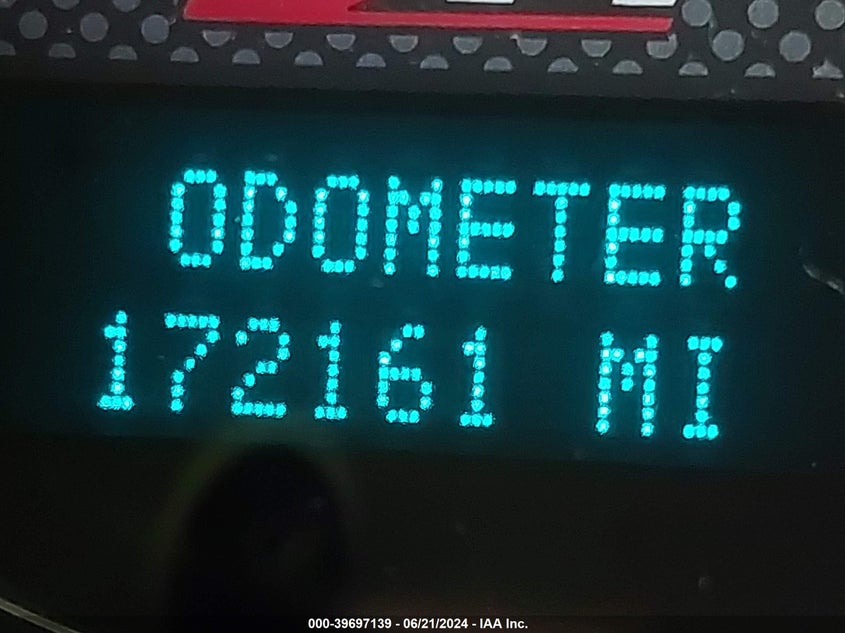 ODOMETER
172161 MI
000-39697139 - 06/21/2024 - IAA Inc.